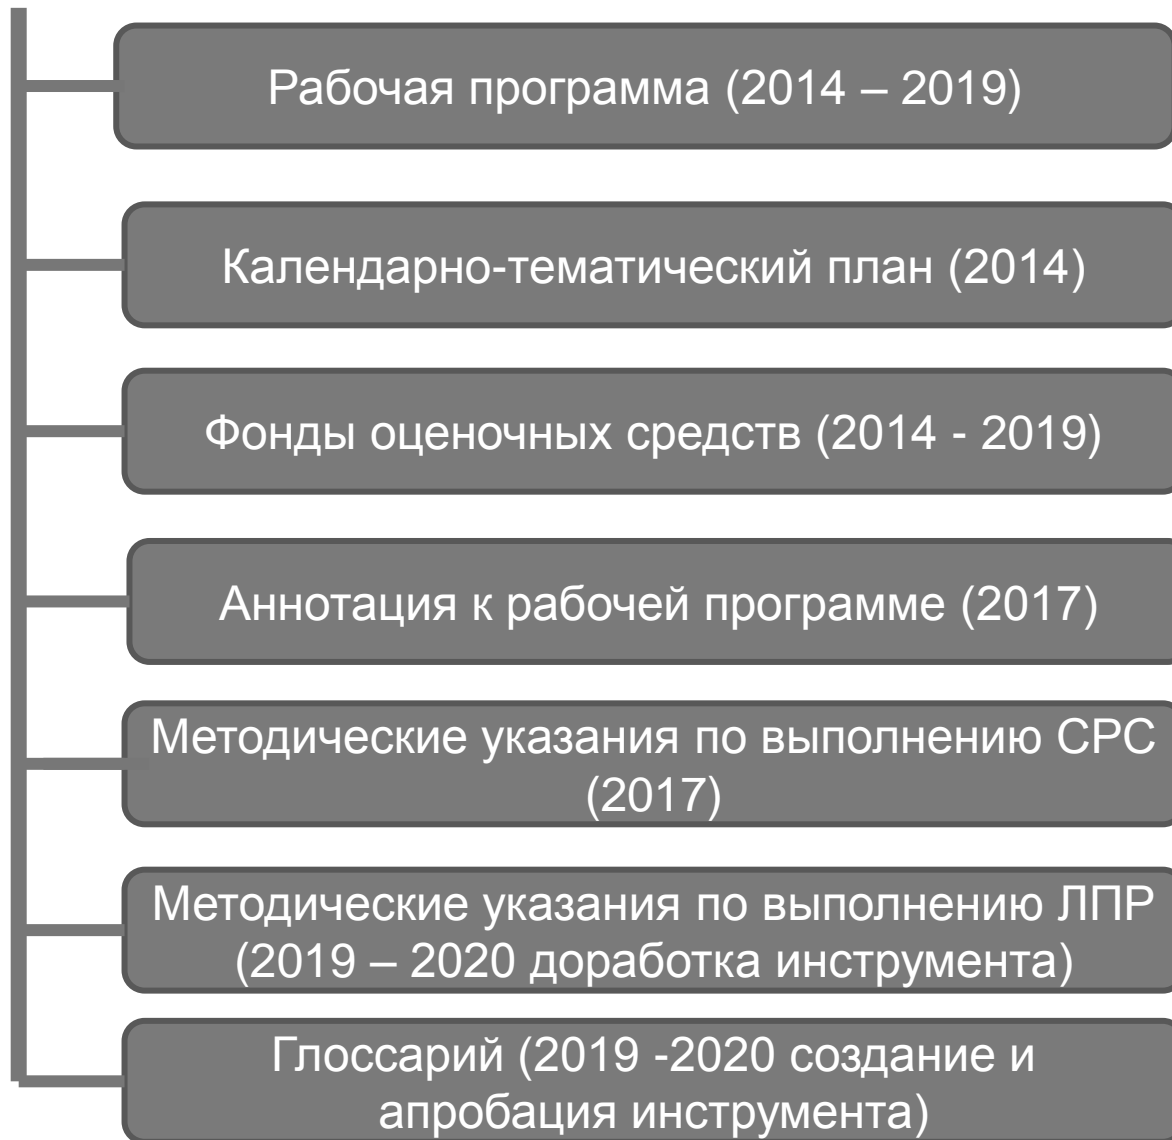 Рабочая программа (2014 – 2019)
Календарно-тематический план (2014)
Фонды оценочных средств (2014 - 2019)
Аннотация к рабочей программе (2017)
Методические указания по выполнению СРС
(2017)
Методические указания по выполнению ЛПР
(2019 – 2020 доработка инструмента)
Глоссарий (2019 -2020 создание и
апробация инструмента)